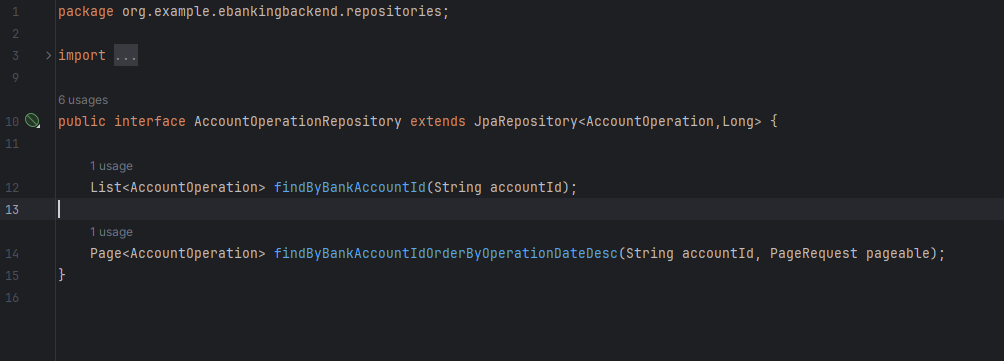 1 package org.example.ebankingbackend.repositories;
2
3 import ...
9
6 usages
10 public interface AccountOperationRepository extends JpaRepository<AccountOperation,Long> {
11
1 usage
12 List<AccountOperation> findByBankAccountId(String accountId);
13
1 usage
14 Page<AccountOperation> findByBankAccountIdOrderByOperationDateDesc(String accountId, PageRequest pageable);
15 }
16